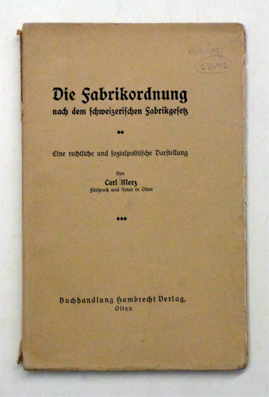 Die Fabrikordnung
nach dem schweizerischen Fabrikgesetz
Eine rechtliche und sozialpolitische Darstellung
Von
Carl Merz
Fürsprech und Notar in Olten
Buchhandlung Hambrecht Verlag,
Olten